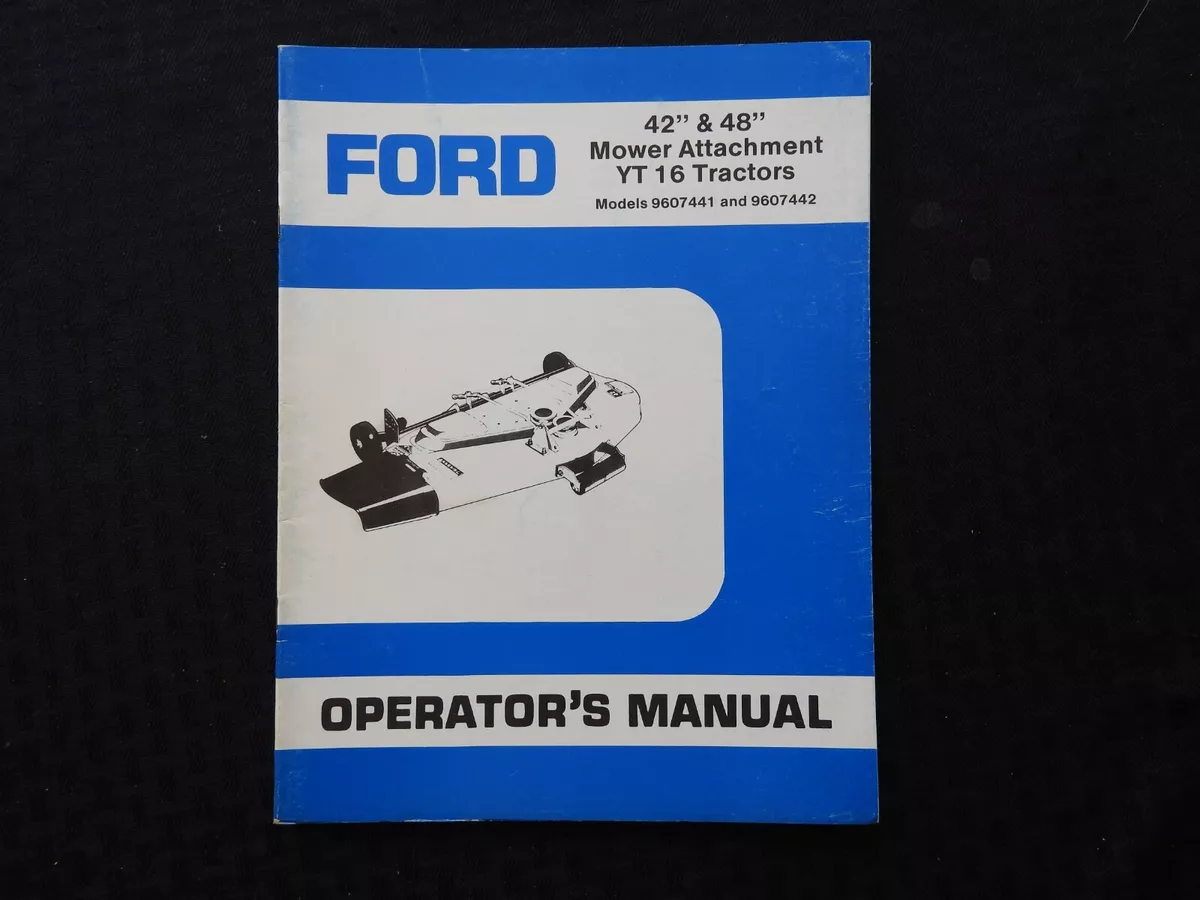 FORD
42” & 48”
Mower Attachment
YT 16 Tractors
Models 9607441 and 9607442
OPERATOR’S MANUAL